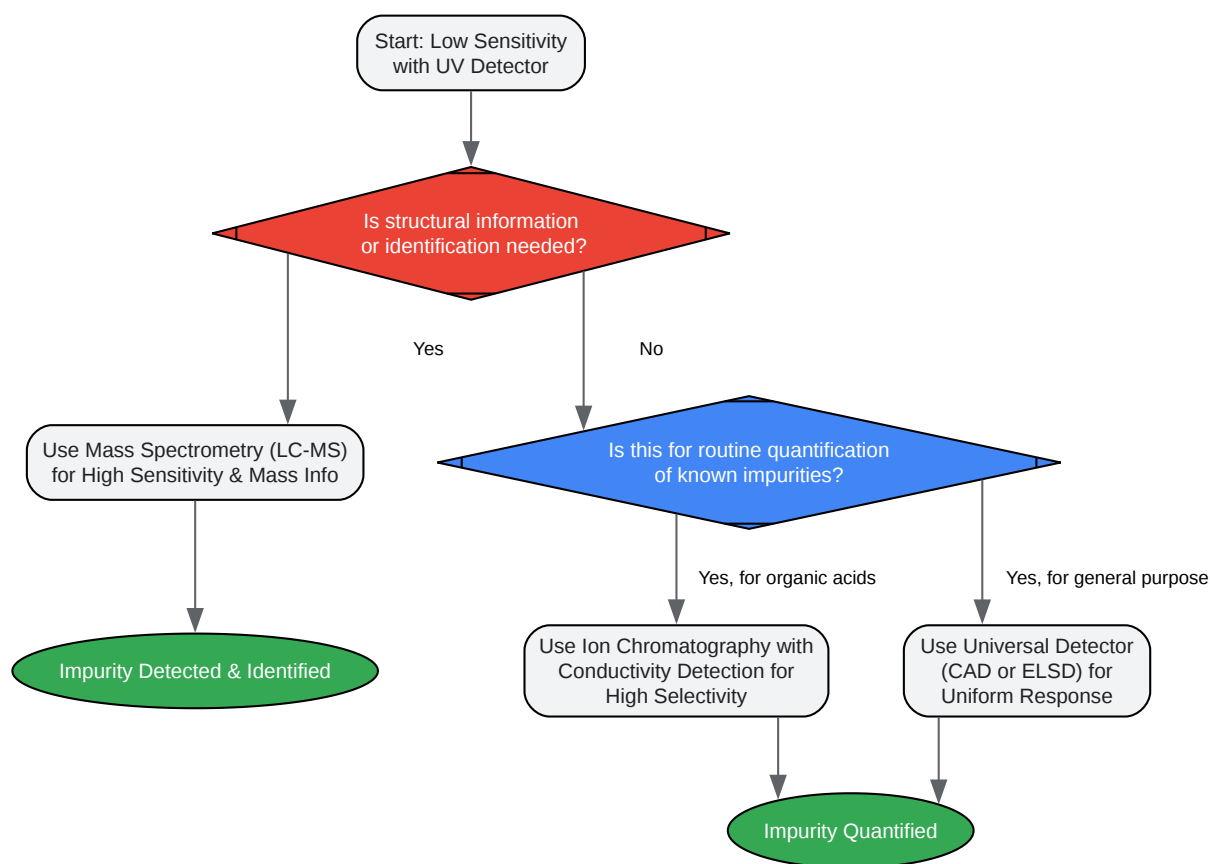 Start: Low Sensitivity
with UV Detector
Is structural information
or identification needed?
Yes
No
Use Mass Spectrometry (LC-MS)
for High Sensitivity & Mass Info
Is this for routine quantification
of known impurities?
Yes, for organic acids
Yes, for general purpose
Impurity Detected & Identified
Use Ion Chromatography with
Conductivity Detection for
High Selectivity
Use Universal Detector
(CAD or ELSD) for
Uniform Response
Impurity Quantified